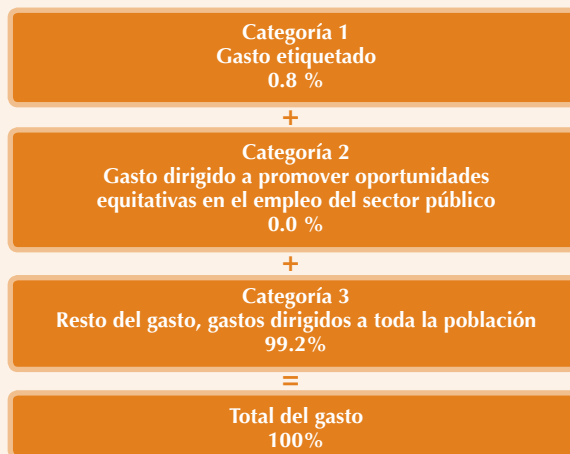 Categoría 1
Gasto etiquetado
0.8 %
+
Categoría 2
Gasto dirigido a promover oportunidades
equitativas en el empleo del sector público
0.0 %
+
Categoría 3
Resto del gasto, gastos dirigidos a toda la población
99.2%
=
Total del gasto
100%